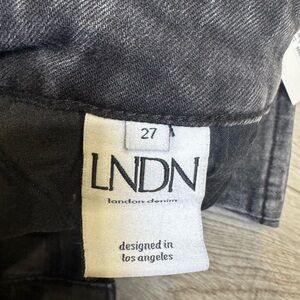 27
LNDN
london denim
designed in
los angeles